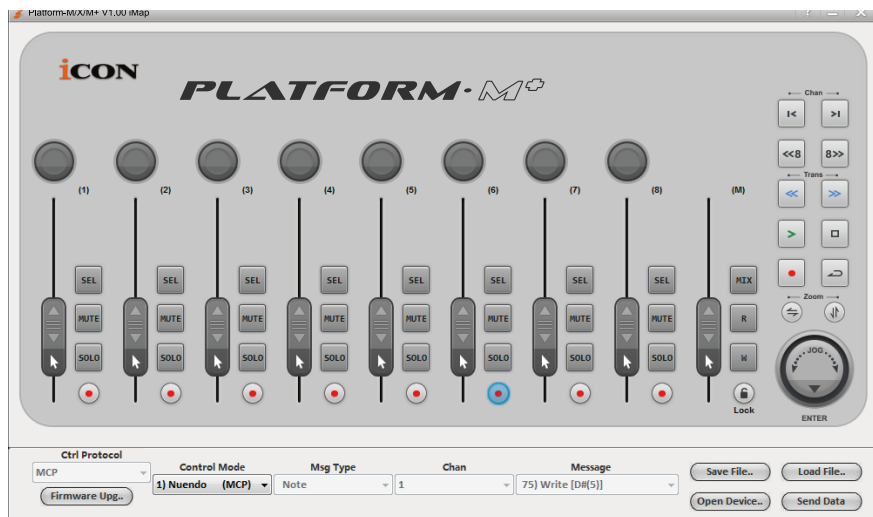 Platform-M/X/M+ V1.00 iMap
iCON
PLATFORM·M+
Chan
I< >I
<<8 8>>
Trans
(1) (2) (3) (4) (5) (6) (7) (8) (M)
<< >>
>
SEL SEL SEL SEL SEL SEL SEL SEL MIX
Zoom
MUTE MUTE MUTE MUTE MUTE MUTE MUTE MUTE R
SOLO SOLO SOLO SOLO SOLO SOLO SOLO SOLO W
JOG
Lock
ENTER
Ctrl Protocol
MCP
Firmware Upg..
Control Mode
1) Nuendo (MCP)
Msg Type
Note
Chan
1
Message
75) Write [D#(5)]
Save File.. Load File..
Open Device.. Send Data